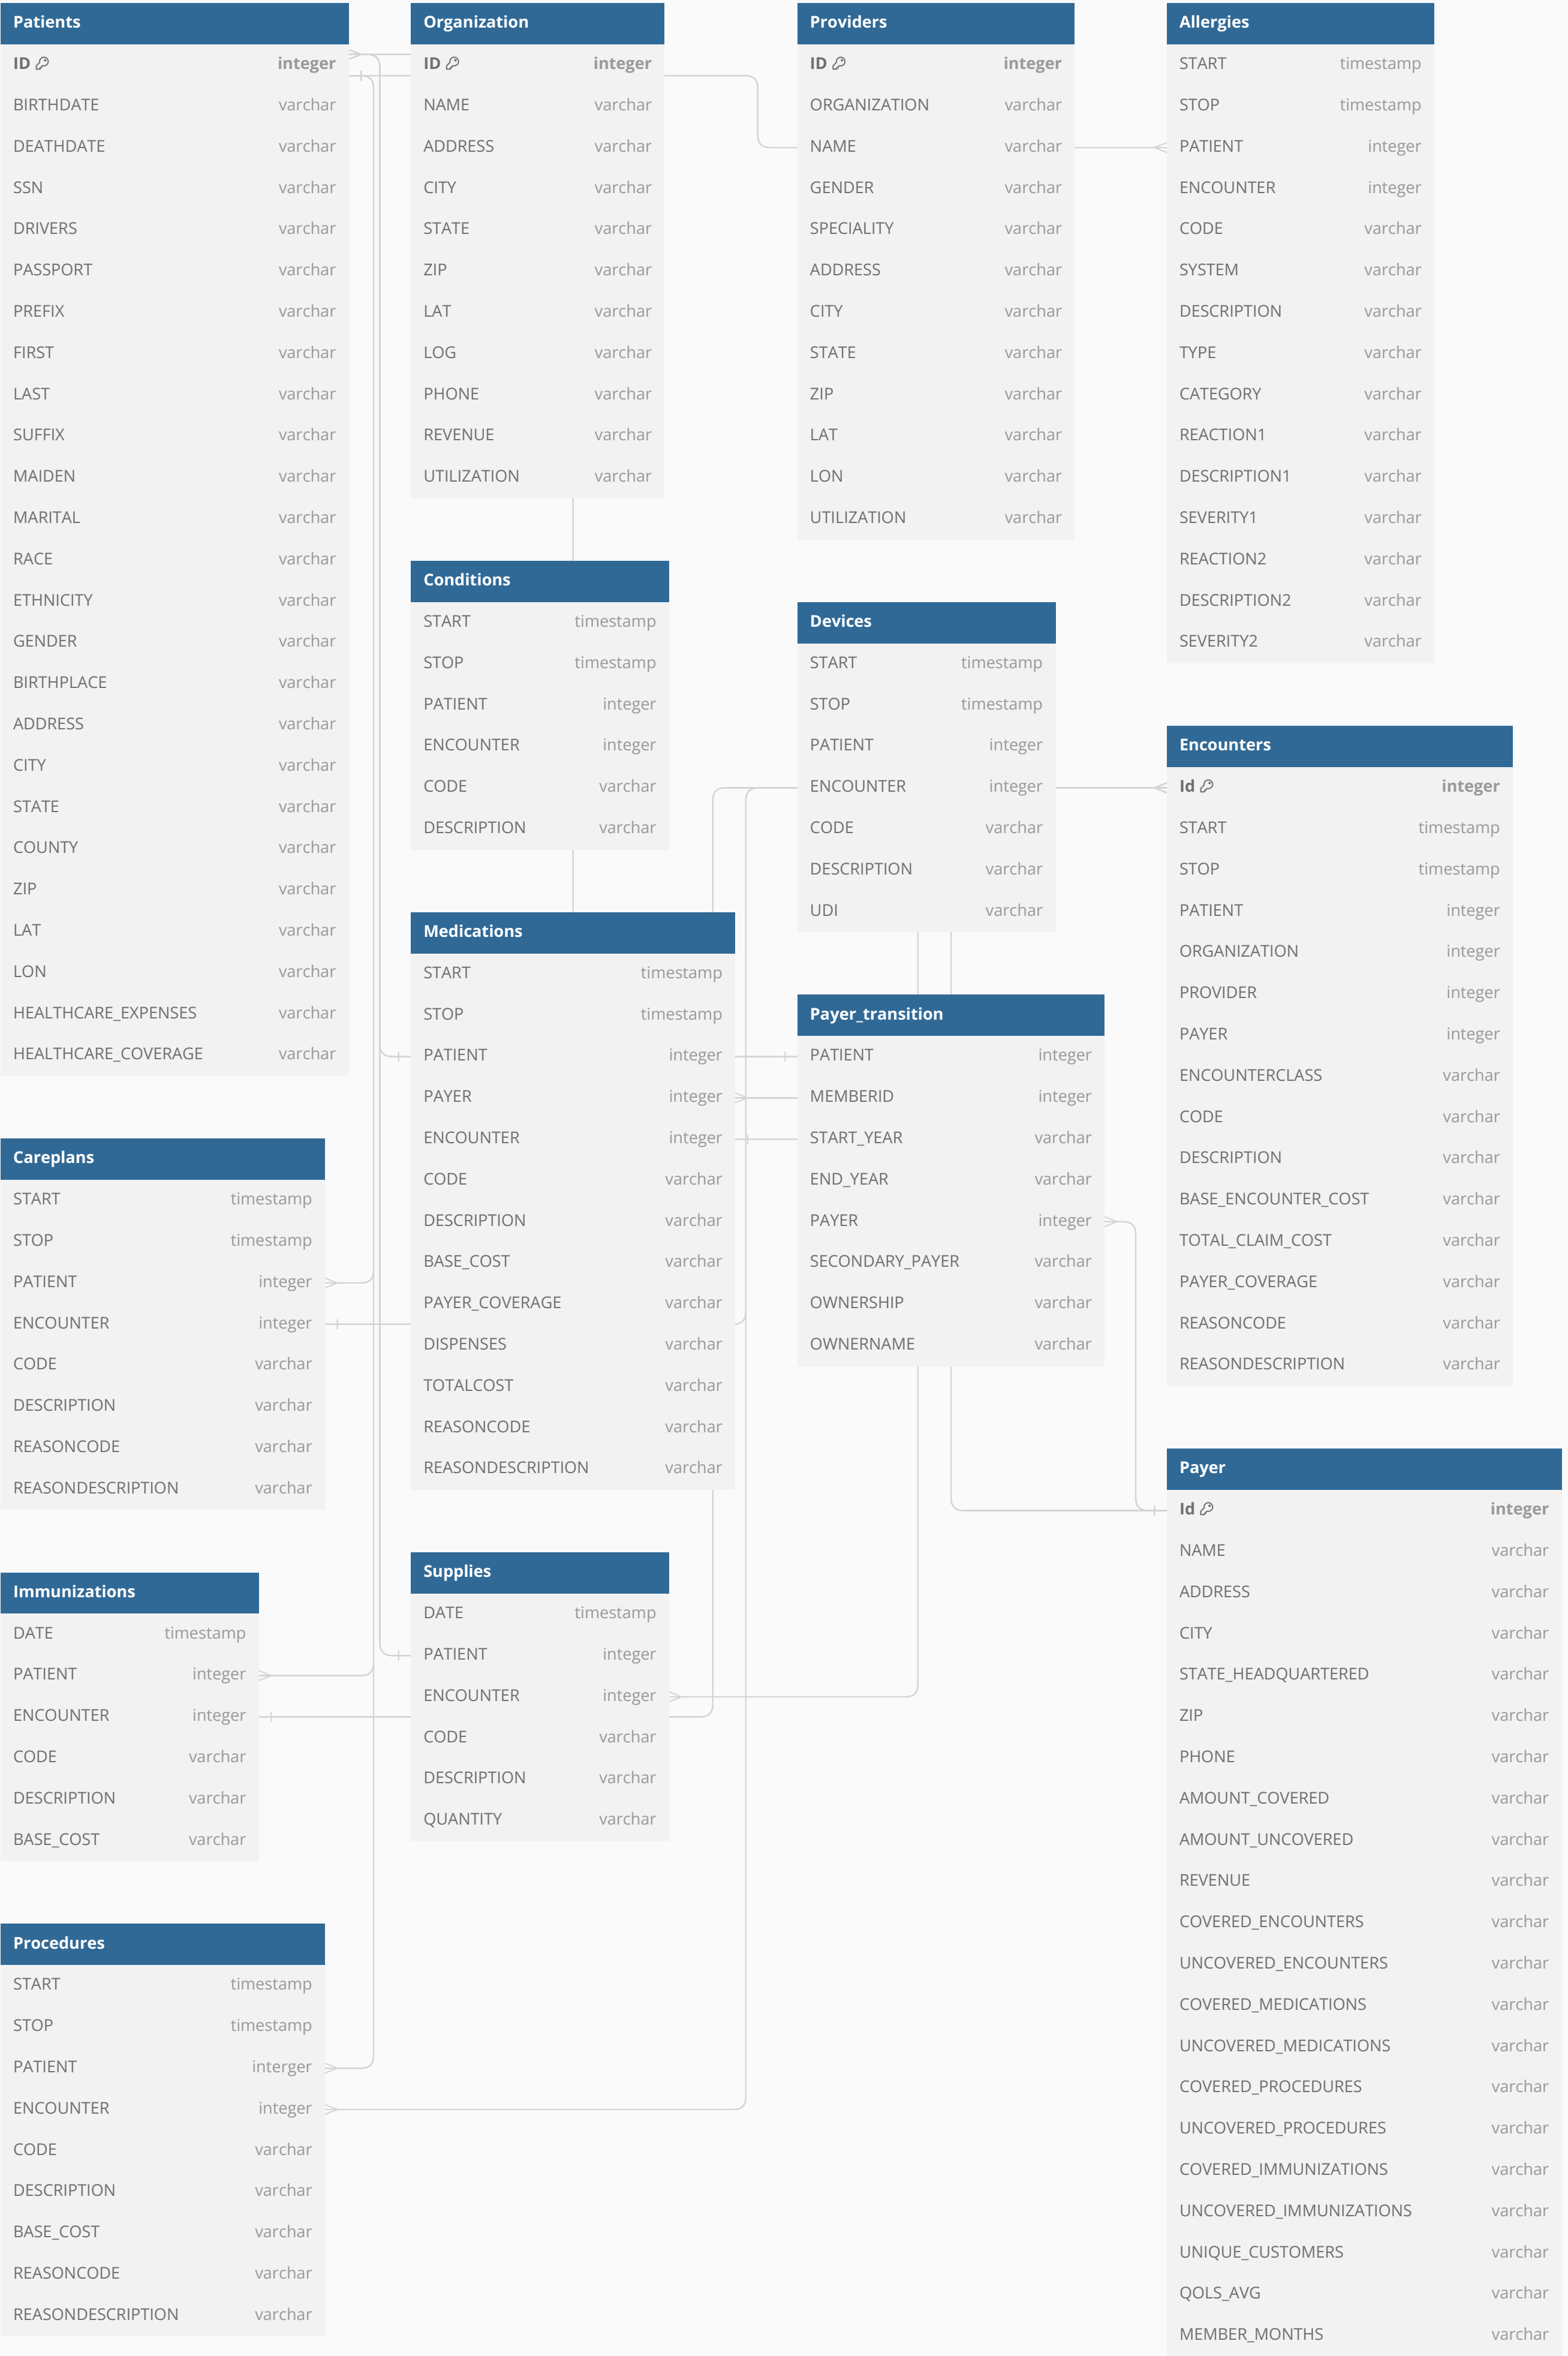 Patients
ID integer
BIRTHDATE varchar
DEATHDATE varchar
SSN varchar
DRIVERS varchar
PASSPORT varchar
PREFIX varchar
FIRST varchar
LAST varchar
SUFFIX varchar
MAIDEN varchar
MARITAL varchar
RACE varchar
ETHNICITY varchar
GENDER varchar
BIRTHPLACE varchar
ADDRESS varchar
CITY varchar
STATE varchar
COUNTY varchar
ZIP varchar
LAT varchar
LON varchar
HEALTHCARE_EXPENSES varchar
HEALTHCARE_COVERAGE varchar
Careplans
START timestamp
STOP timestamp
PATIENT integer
ENCOUNTER integer
CODE varchar
DESCRIPTION varchar
REASONCODE varchar
REASONDESCRIPTION varchar
Immunizations
DATE timestamp
PATIENT integer
ENCOUNTER integer
CODE varchar
DESCRIPTION varchar
BASE_COST varchar
Procedures
START timestamp
STOP timestamp
PATIENT interger
ENCOUNTER integer
CODE varchar
DESCRIPTION varchar
BASE_COST varchar
REASONCODE varchar
REASONDESCRIPTION varchar
Organization
ID integer
NAME varchar
ADDRESS varchar
CITY varchar
STATE varchar
ZIP varchar
LAT varchar
LOG varchar
PHONE varchar
REVENUE varchar
UTILIZATION varchar
Conditions
START timestamp
STOP timestamp
PATIENT integer
ENCOUNTER integer
CODE varchar
DESCRIPTION varchar
Medications
START timestamp
STOP timestamp
PATIENT integer
PAYER integer
ENCOUNTER integer
CODE varchar
DESCRIPTION varchar
BASE_COST varchar
PAYER_COVERAGE varchar
DISPENSES varchar
TOTALCOST varchar
REASONCODE varchar
REASONDESCRIPTION varchar
Supplies
DATE timestamp
PATIENT integer
ENCOUNTER integer
CODE varchar
DESCRIPTION varchar
QUANTITY varchar
Providers
ID integer
ORGANIZATION varchar
NAME varchar
GENDER varchar
SPECIALITY varchar
ADDRESS varchar
CITY varchar
STATE varchar
ZIP varchar
LAT varchar
LON varchar
UTILIZATION varchar
Devices
START timestamp
STOP timestamp
PATIENT integer
ENCOUNTER integer
CODE varchar
DESCRIPTION varchar
UDI varchar
Payer_transition
PATIENT integer
MEMBERID integer
START_YEAR varchar
END_YEAR varchar
PAYER integer
SECONDARY_PAYER varchar
OWNERSHIP varchar
OWNERNAME varchar
Allergies
START timestamp
STOP timestamp
PATIENT integer
ENCOUNTER integer
CODE varchar
SYSTEM varchar
DESCRIPTION varchar
TYPE varchar
CATEGORY varchar
REACTION1 varchar
DESCRIPTION1 varchar
SEVERITY1 varchar
REACTION2 varchar
DESCRIPTION2 varchar
SEVERITY2 varchar
Encounters
Id integer
START timestamp
STOP timestamp
PATIENT integer
ORGANIZATION integer
PROVIDER integer
PAYER integer
ENCOUNTERCLASS varchar
CODE varchar
DESCRIPTION varchar
BASE_ENCOUNTER_COST varchar
TOTAL_CLAIM_COST varchar
PAYER_COVERAGE varchar
REASONCODE varchar
REASONDESCRIPTION varchar
Payer
Id integer
NAME varchar
ADDRESS varchar
CITY varchar
STATE_HEADQUARTERED varchar
ZIP varchar
PHONE varchar
AMOUNT_COVERED varchar
AMOUNT_UNCOVERED varchar
REVENUE varchar
COVERED_ENCOUNTERS varchar
UNCOVERED_ENCOUNTERS varchar
COVERED_MEDICATIONS varchar
UNCOVERED_MEDICATIONS varchar
COVERED_PROCEDURES varchar
UNCOVERED_PROCEDURES varchar
COVERED_IMMUNIZATIONS varchar
UNCOVERED_IMMUNIZATIONS varchar
UNIQUE_CUSTOMERS varchar
QOLS_AVG varchar
MEMBER_MONTHS varchar